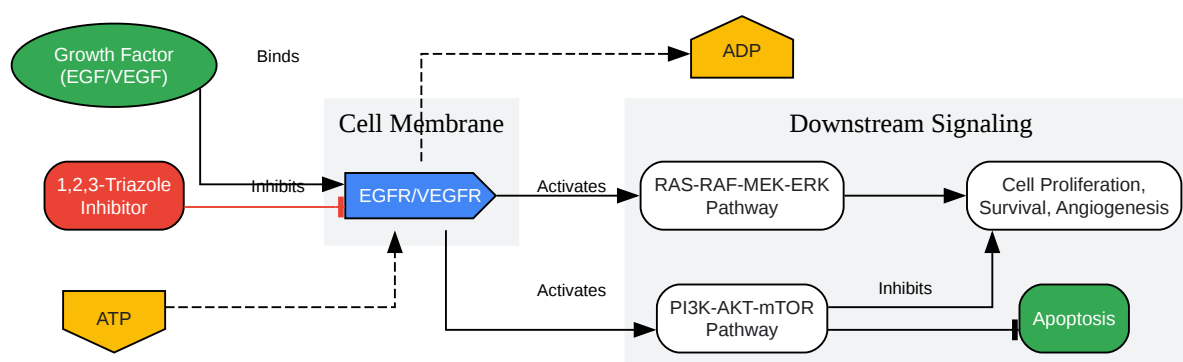 Growth Factor
(EGF/VEGF)
Binds
ADP
Cell Membrane
Downstream Signaling
1,2,3-Triazole
Inhibitor
Inhibits
EGFR/VEGFR
Activates
RAS-RAF-MEK-ERK
Pathway
Cell Proliferation,
Survival, Angiogenesis
ATP
Activates
PI3K-AKT-mTOR
Pathway
Inhibits
Apoptosis